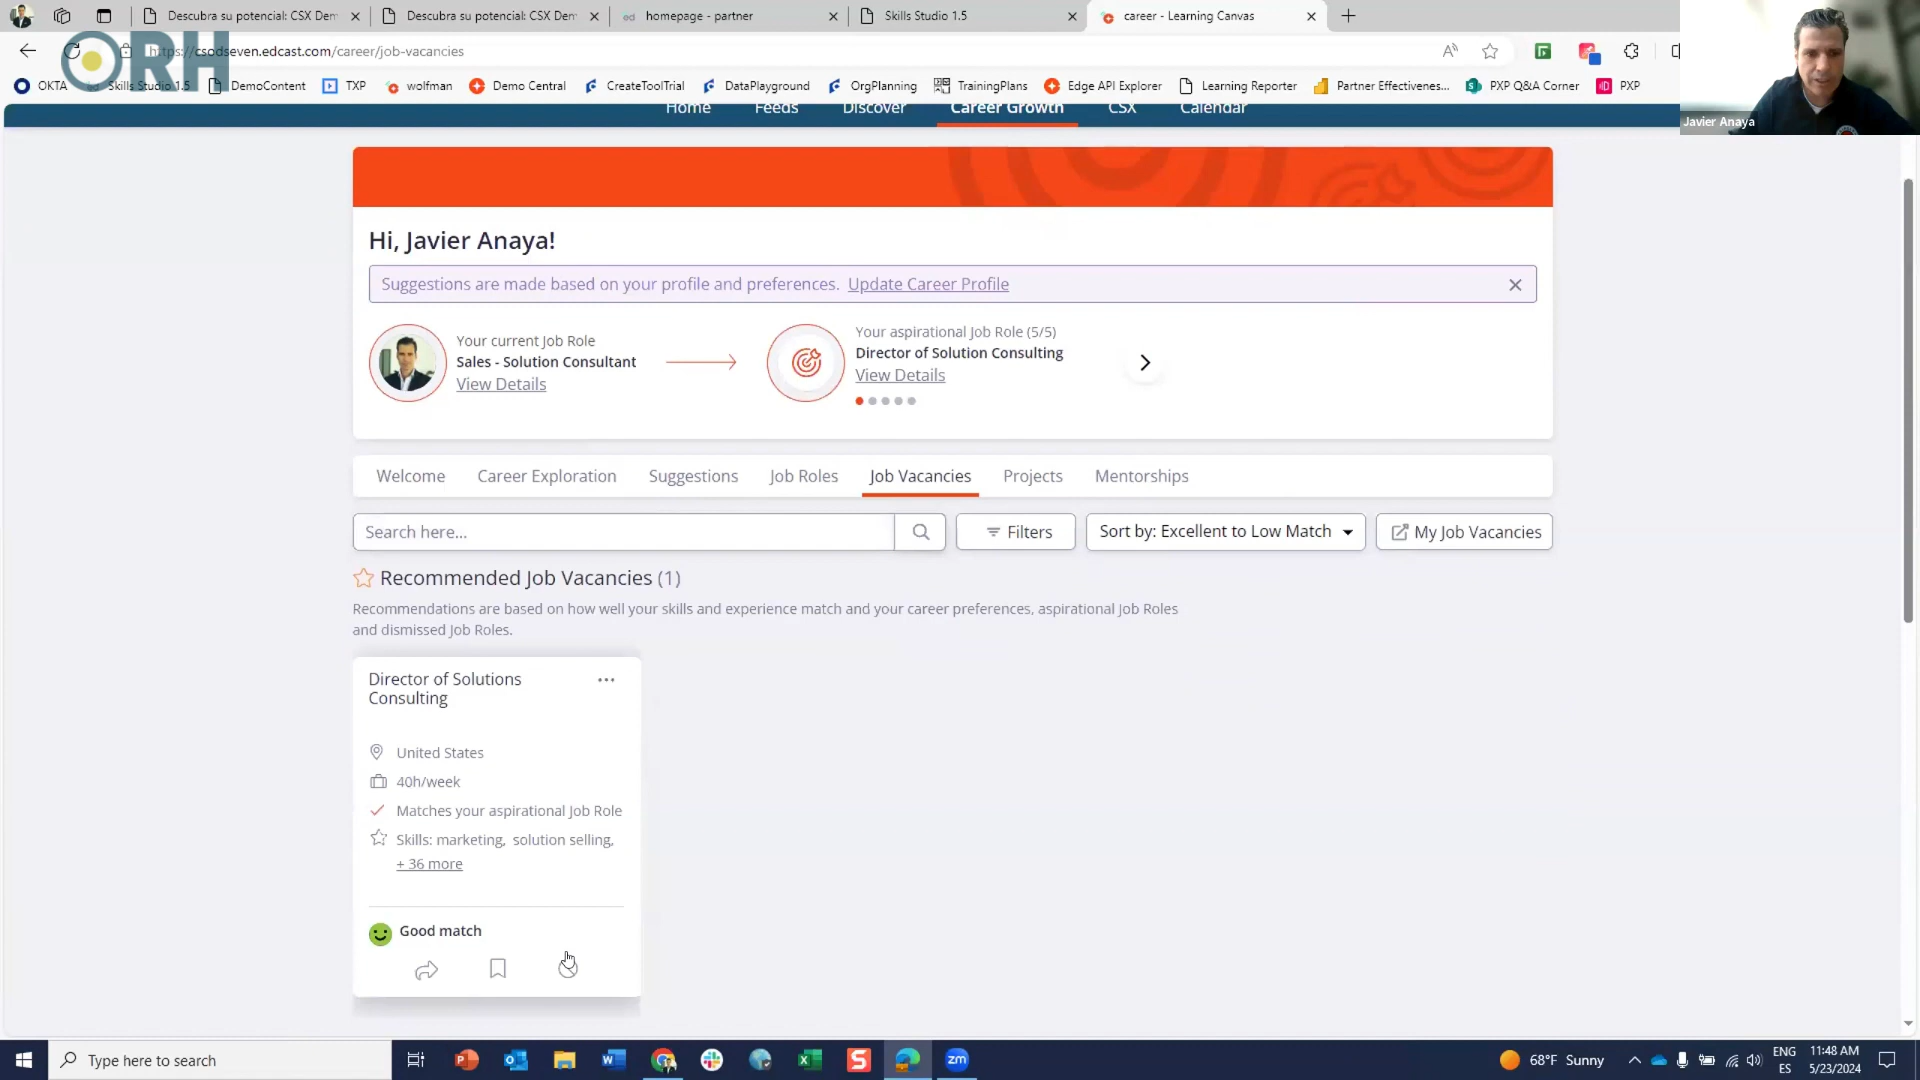 Descubra su potencial: CSX Den
Descubra su potencial: CSX Den
homepage - partner
Skills Studio 1.5
career - Learning Canvas
https://csodseven.edcast.com/career/job-vacancies
ORH
OKTA
Skills Studio 1.5
DemoContent
TXP
wolfman
Demo Central
CreateToolTrial
DataPlayground
OrgPlanning
TrainingPlans
Edge API Explorer
Learning Reporter
Partner Effectivenes...
PXP Q&A Corner
PXP
Javier Anaya
Home
Feeds
Discover
Career Growth
CSX
Calendar
Hi, Javier Anaya!
Suggestions are made based on your profile and preferences. Update Career Profile
Your current Job Role
Sales - Solution Consultant
View Details
Your aspirational Job Role (5/5)
Director of Solution Consulting
View Details
Welcome
Career Exploration
Suggestions
Job Roles
Job Vacancies
Projects
Mentorships
Search here...
Filters
Sort by: Excellent to Low Match
My Job Vacancies
Recommended Job Vacancies (1)
Recommendations are based on how well your skills and experience match and your career preferences, aspirational Job Roles
and dismissed Job Roles.
Director of Solutions
Consulting
United States
40h/week
Matches your aspirational Job Role
Skills: marketing, solution selling,
+ 36 more
Good match
Type here to search
zm
68°F Sunny
ENG
ES
11:48 AM
5/23/2024